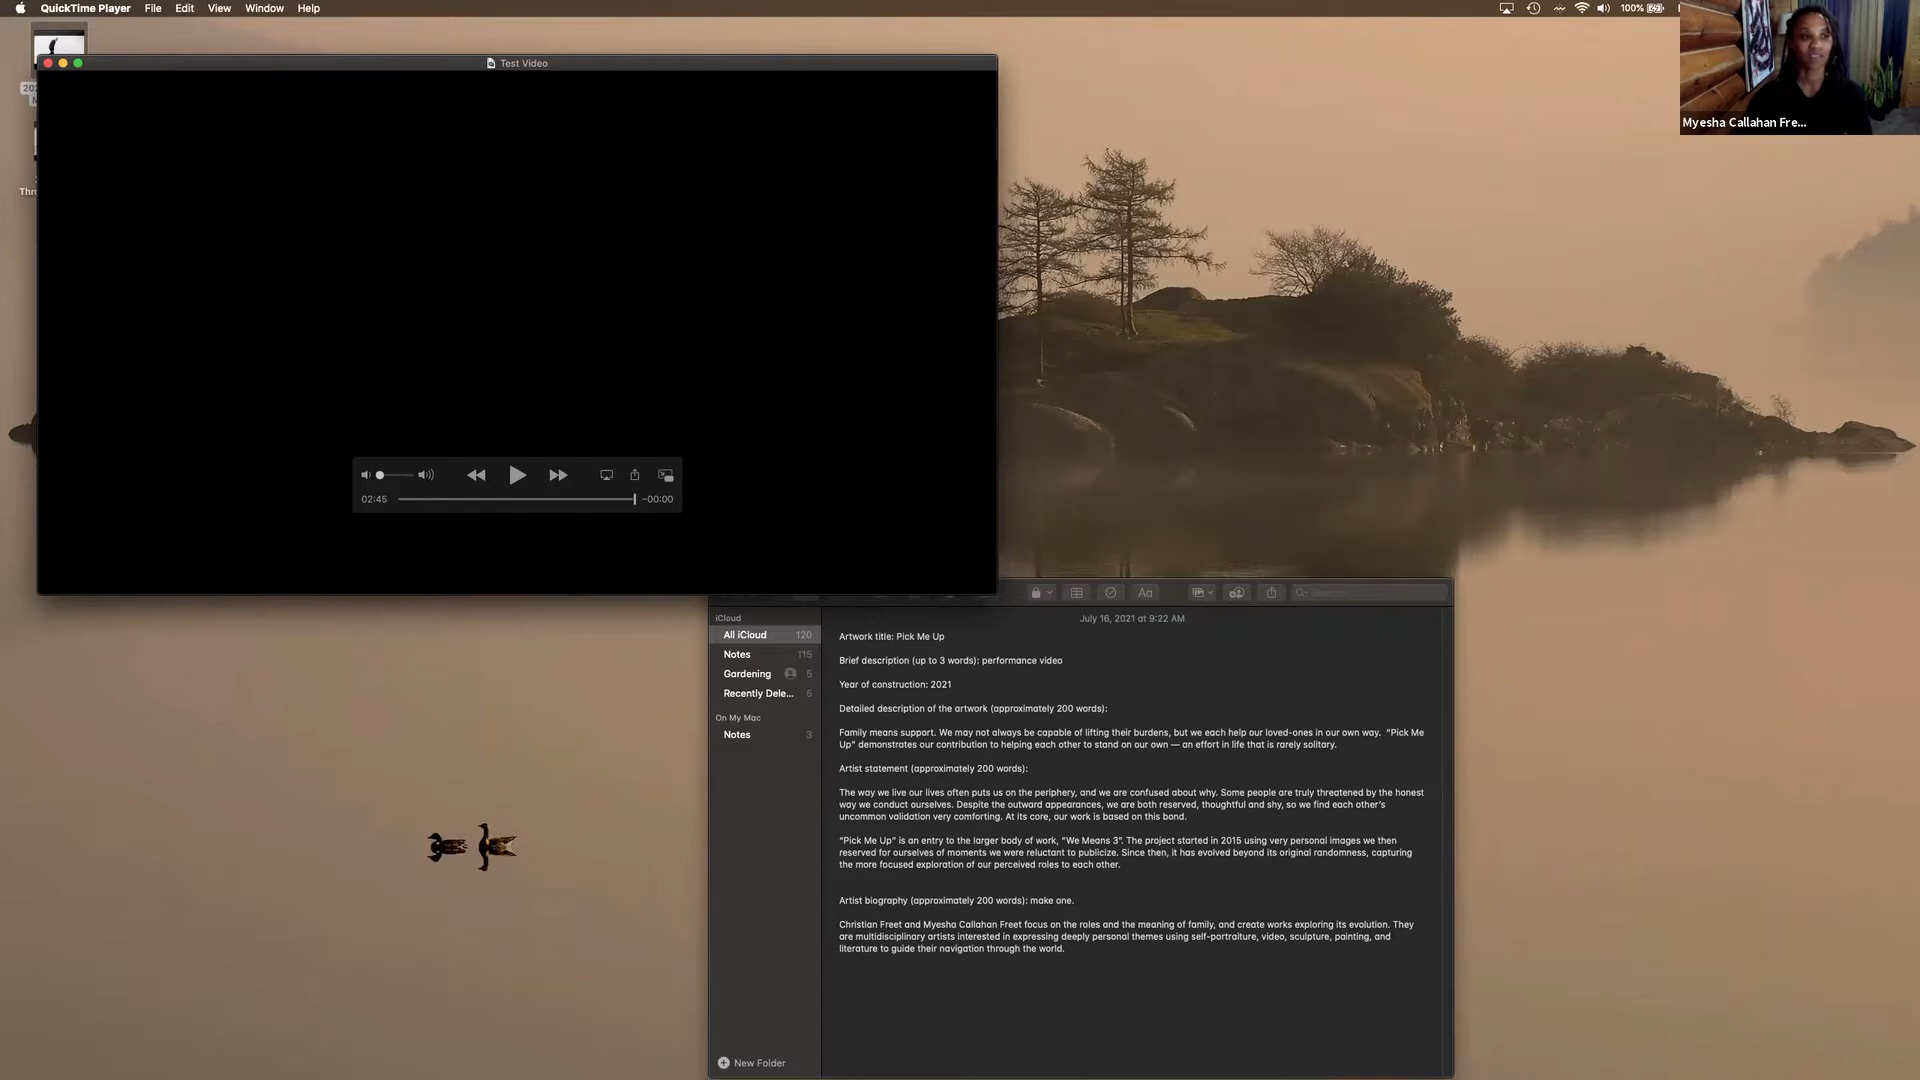 QuickTime Player File Edit View Window Help
100%
Test Video
02:45
-00:00
Myesha Callahan Fre...
iCloud
All iCloud 120
Notes 115
Gardening 5
Recently Dele... 5
On My Mac
Notes 3
New Folder
Aa
July 16, 2021 at 9:22 AM
Artwork title: Pick Me Up
Brief description (up to 3 words): performance video
Year of construction: 2021
Detailed description of the artwork (approximately 200 words):
Family means support. We may not always be capable of lifting their burdens, but we each help our loved-ones in our own way. “Pick Me
Up” demonstrates our contribution to helping each other to stand on our own — an effort in life that is rarely solitary.
Artist statement (approximately 200 words):
The way we live our lives often puts us on the periphery, and we are confused about why. Some people are truly threatened by the honest
way we conduct ourselves. Despite the outward appearances, we are both reserved, thoughtful and shy, so we find each other’s
uncommon validation very comforting. At its core, our work is based on this bond.
“Pick Me Up” is an entry to the larger body of work, “We Means 3”. The project started in 2015 using very personal images we then
reserved for ourselves of moments we were reluctant to publicize. Since then, it has evolved beyond its original randomness, capturing
the more focused exploration of our perceived roles to each other.
Artist biography (approximately 200 words): make one.
Christian Freet and Myesha Callahan Freet focus on the roles and the meaning of family, and create works exploring its evolution. They
are multidisciplinary artists interested in expressing deeply personal themes using self-portraiture, video, sculpture, painting, and
literature to guide their navigation through the world.